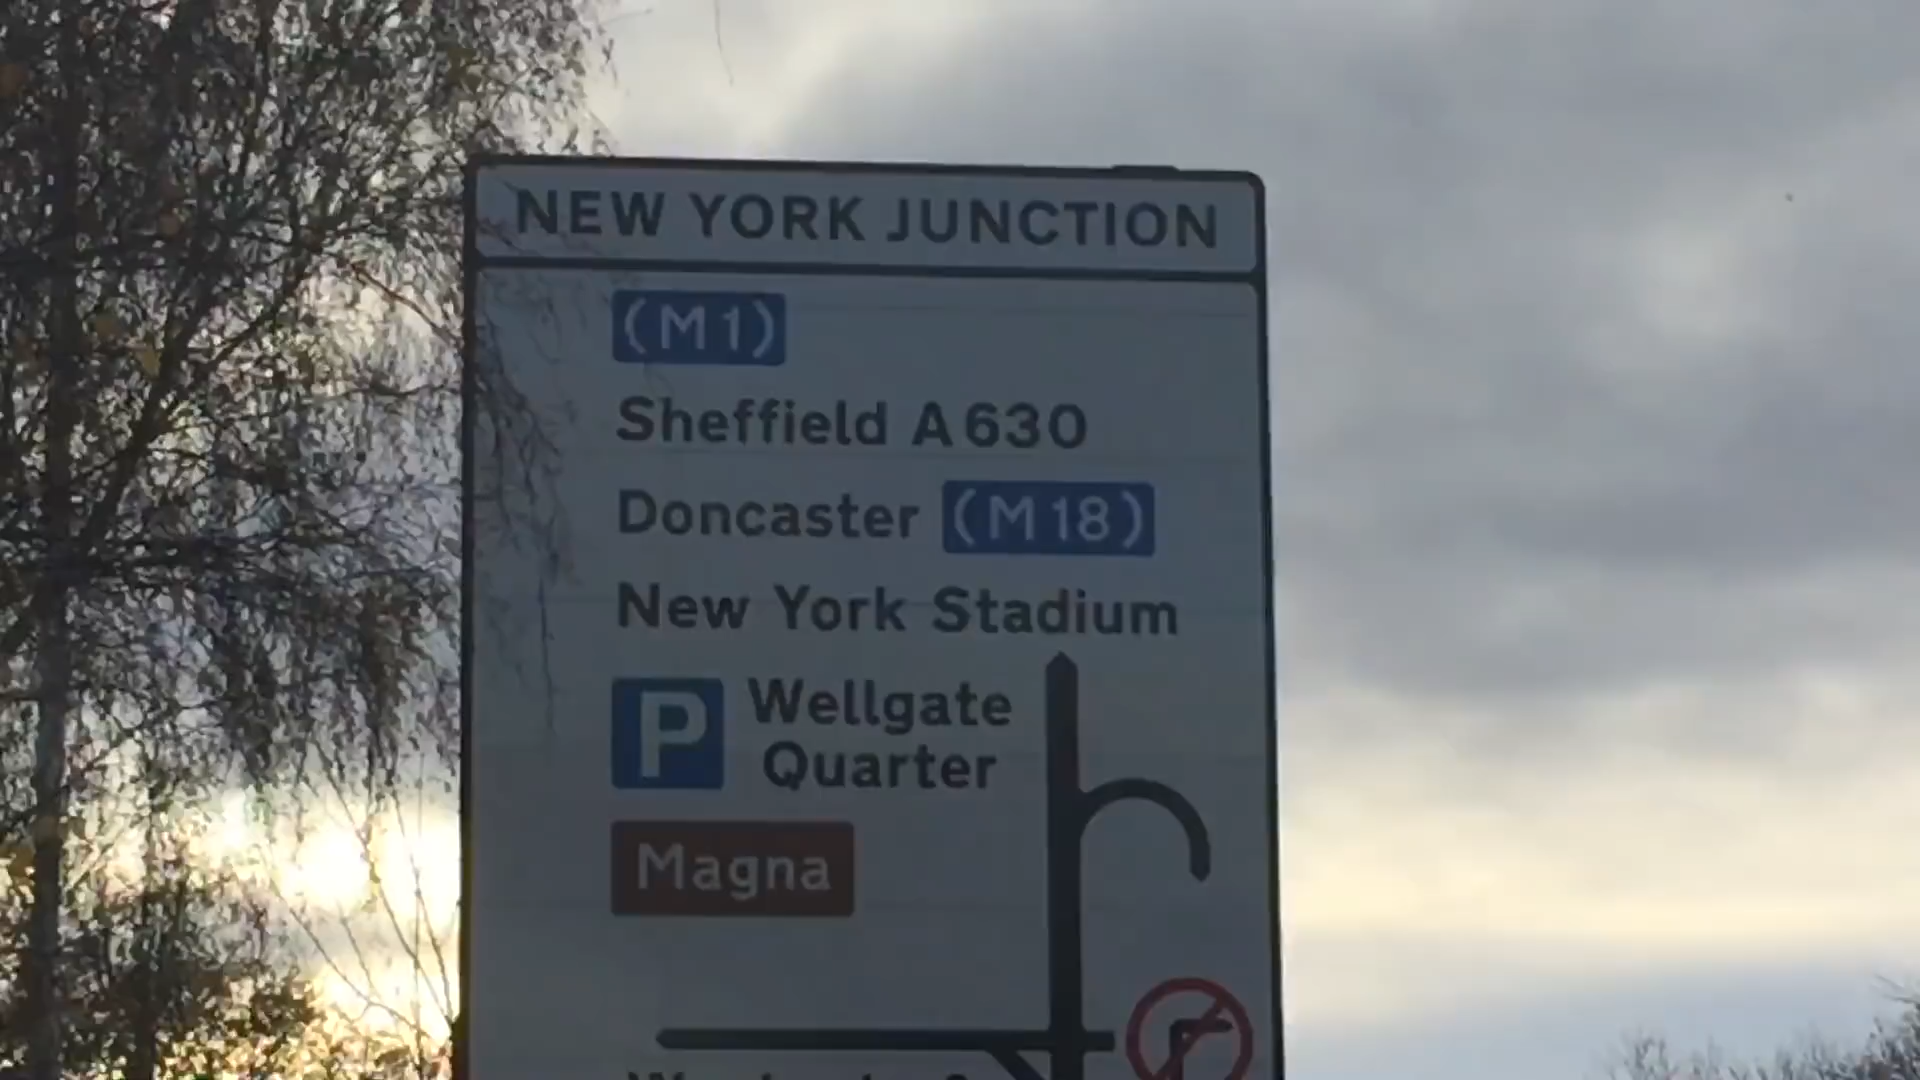 NEW YORK JUNCTION
(M1)
Sheffield A630
Doncaster (M18)
New York Stadium
P Wellgate
Quarter
Magna